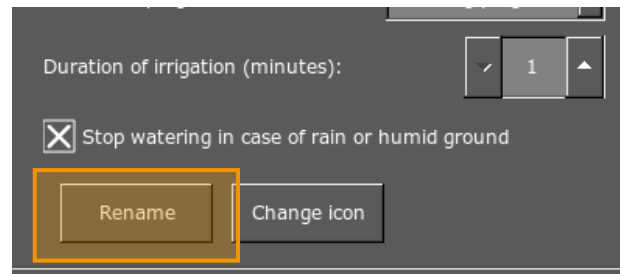 Duration of irrigation (minutes):
1
Stop watering in case of rain or humid ground
Rename
Change icon